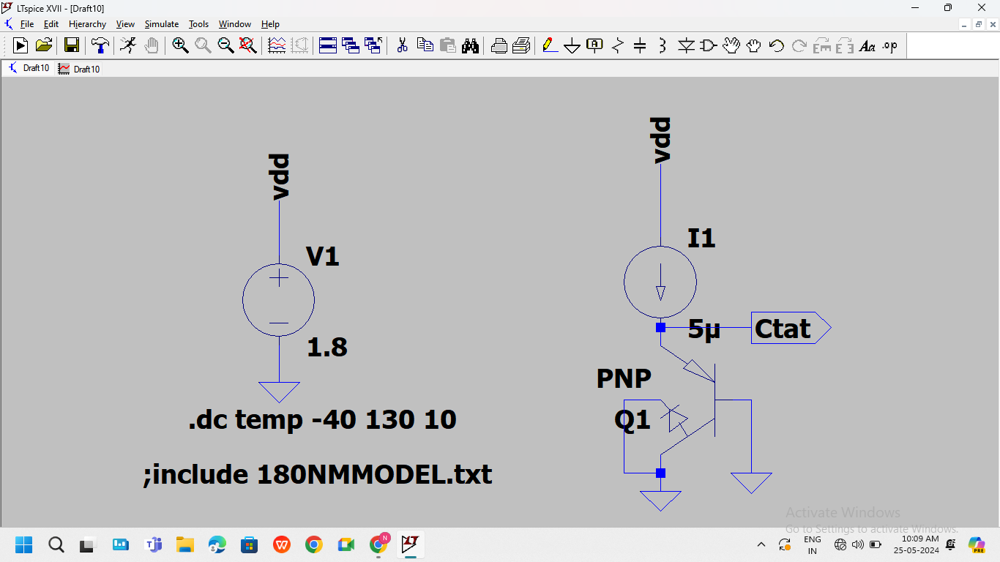 LTspice XVII - [Draft10]
File Edit Hierarchy View Simulate Tools Window Help
Aa .op
Draft10 Draft10
vdd
vdd
V1
I1
1.8
5µ
Ctat
PNP
Q1
.dc temp -40 130 10
;include 180NMMODEL.txt
Activate Windows
Go to Settings to activate Windows.
ENG
IN
10:09 AM
25-05-2024
N
PRE